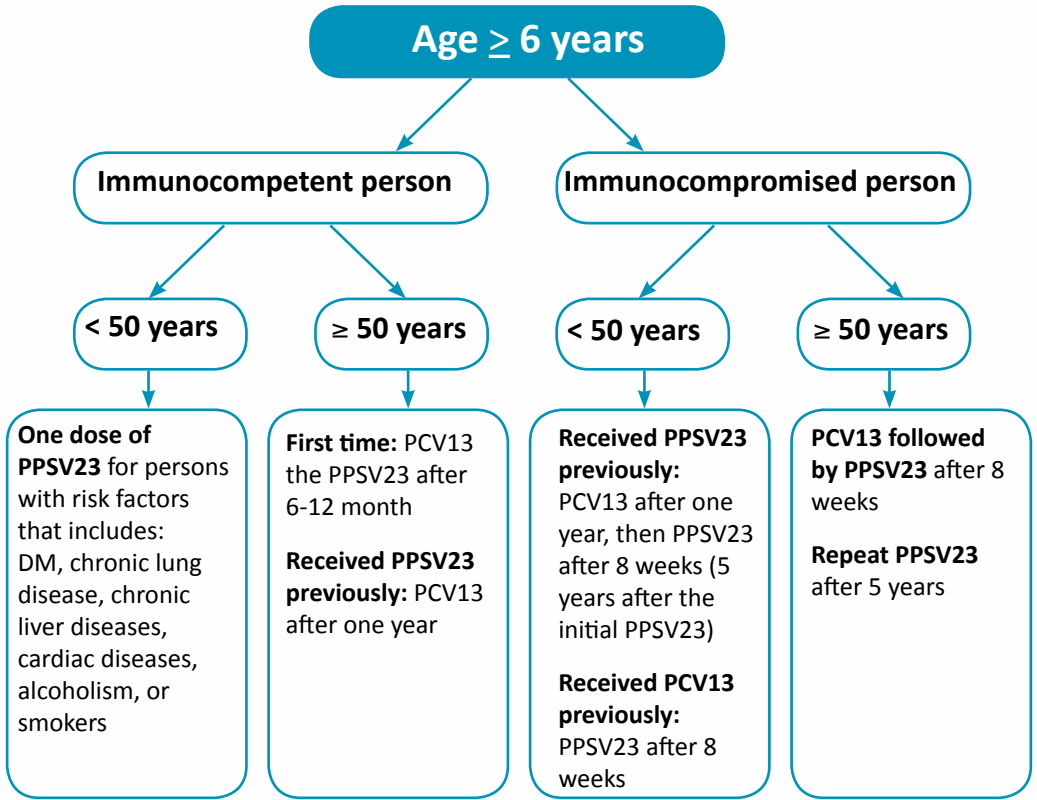 Age ≥ 6 years
Immunocompetent person
Immunocompromised person
< 50 years
≥ 50 years
< 50 years
≥ 50 years
One dose of
PPSV23 for persons
with risk factors
that includes:
DM, chronic lung
disease, chronic
liver diseases,
cardiac diseases,
alcoholism, or
smokers
First time: PCV13
the PPSV23 after
6-12 month
Received PPSV23
previously: PCV13
after one year
Received PPSV23
previously:
PCV13 after one
year, then PPSV23
after 8 weeks (5
years after the
initial PPSV23)
Received PCV13
previously:
PPSV23 after 8
weeks
PCV13 followed
by PPSV23 after 8
weeks
Repeat PPSV23
after 5 years